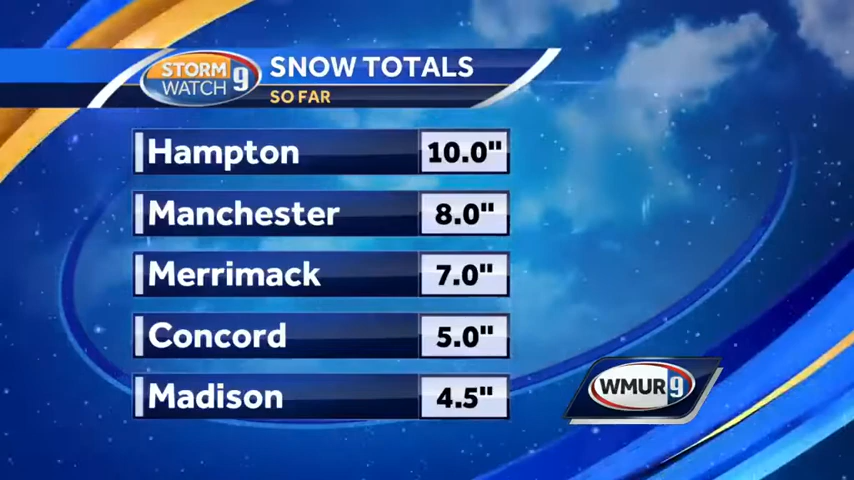 STORM
WATCH 9
SNOW TOTALS
SO FAR
Hampton 10.0"
Manchester 8.0"
Merrimack 7.0"
Concord 5.0"
Madison 4.5"
WMUR 9